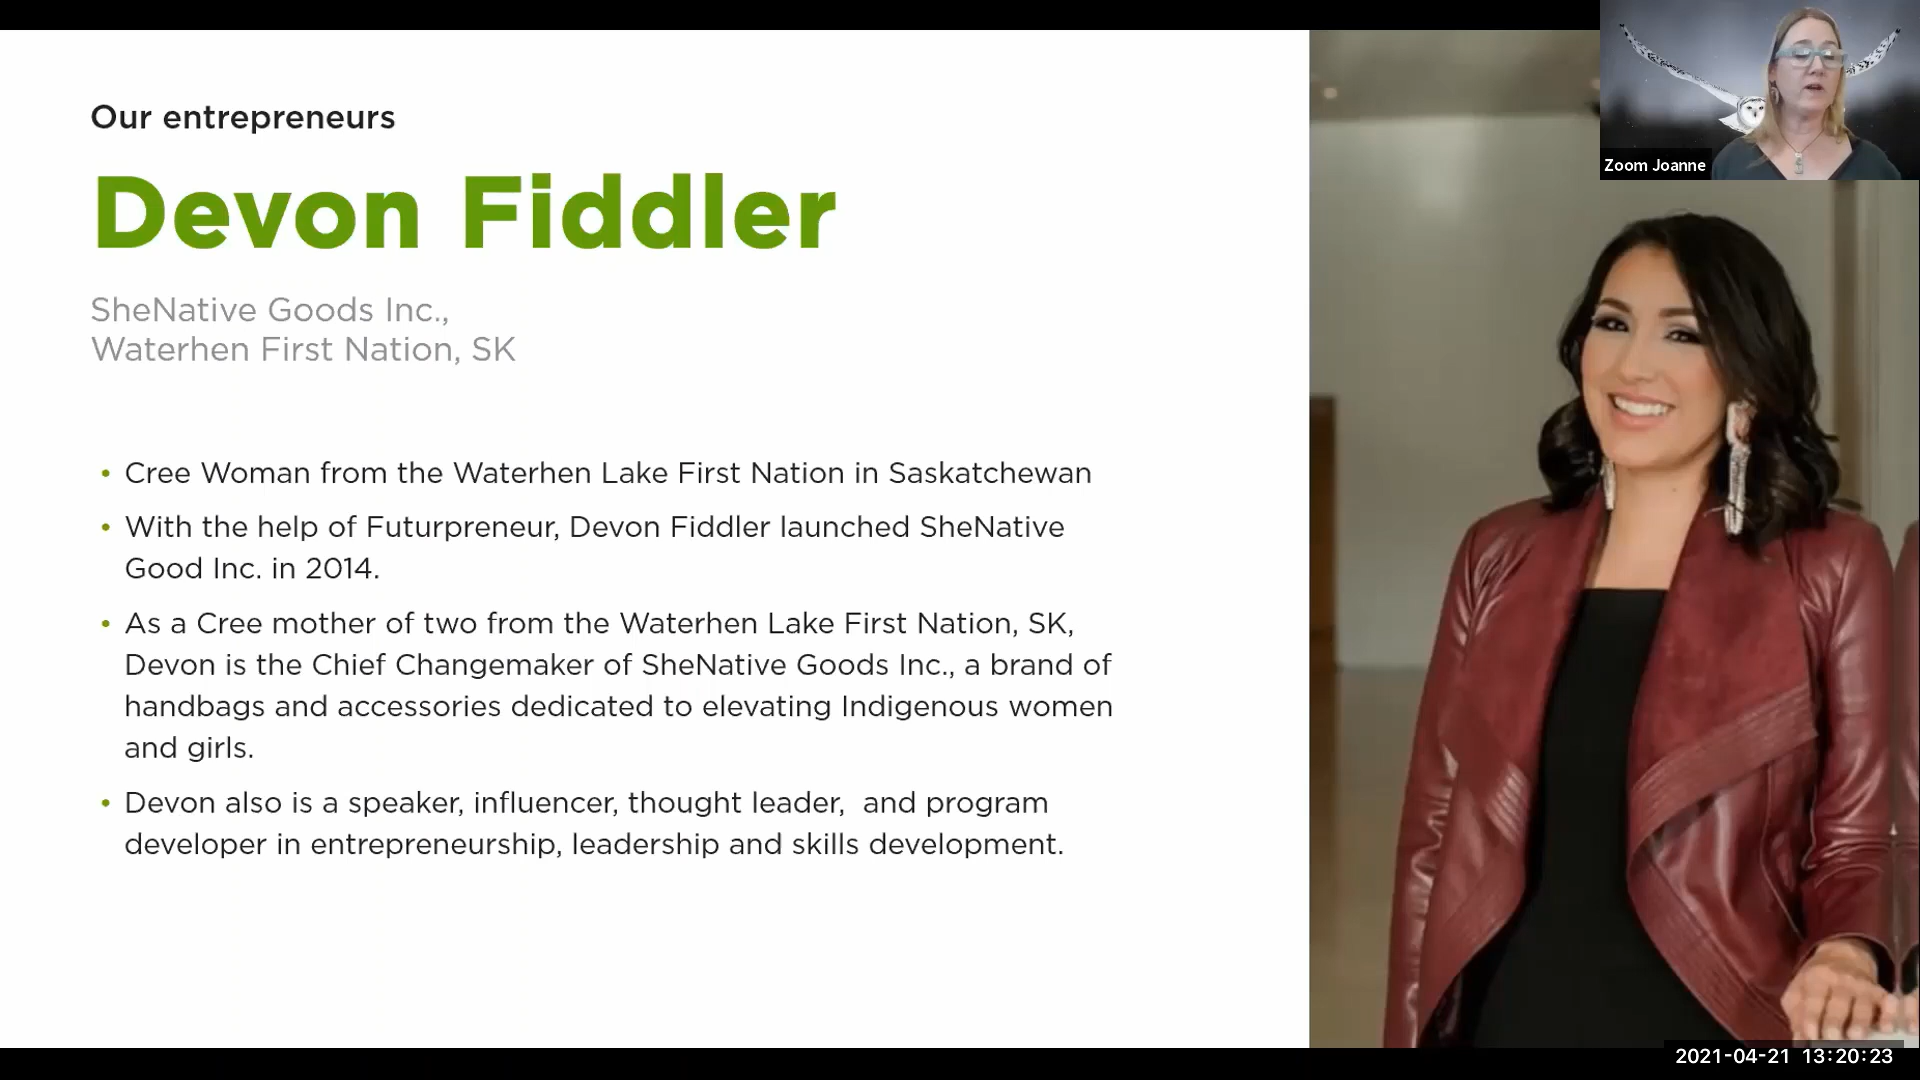 Our entrepreneurs
Devon Fiddler
SheNative Goods Inc.,
Waterhen First Nation, SK
• Cree Woman from the Waterhen Lake First Nation in Saskatchewan
• With the help of Futurpreneur, Devon Fiddler launched SheNative
Good Inc. in 2014.
• As a Cree mother of two from the Waterhen Lake First Nation, SK,
Devon is the Chief Changemaker of SheNative Goods Inc., a brand of
handbags and accessories dedicated to elevating Indigenous women
and girls.
• Devon also is a speaker, influencer, thought leader,  and program
developer in entrepreneurship, leadership and skills development.
Zoom Joanne
2021-04-21 13:20:23